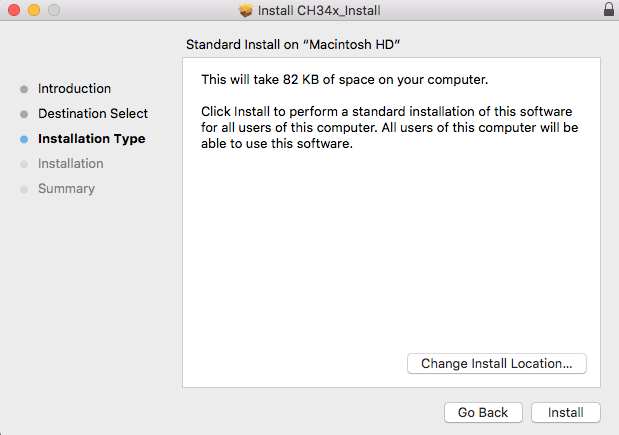 Install CH34x_Install
Standard Install on “Macintosh HD”
Introduction
Destination Select
Installation Type
Installation
Summary
This will take 82 KB of space on your computer.
Click Install to perform a standard installation of this software
for all users of this computer. All users of this computer will be
able to use this software.
Change Install Location...
Go Back
Install